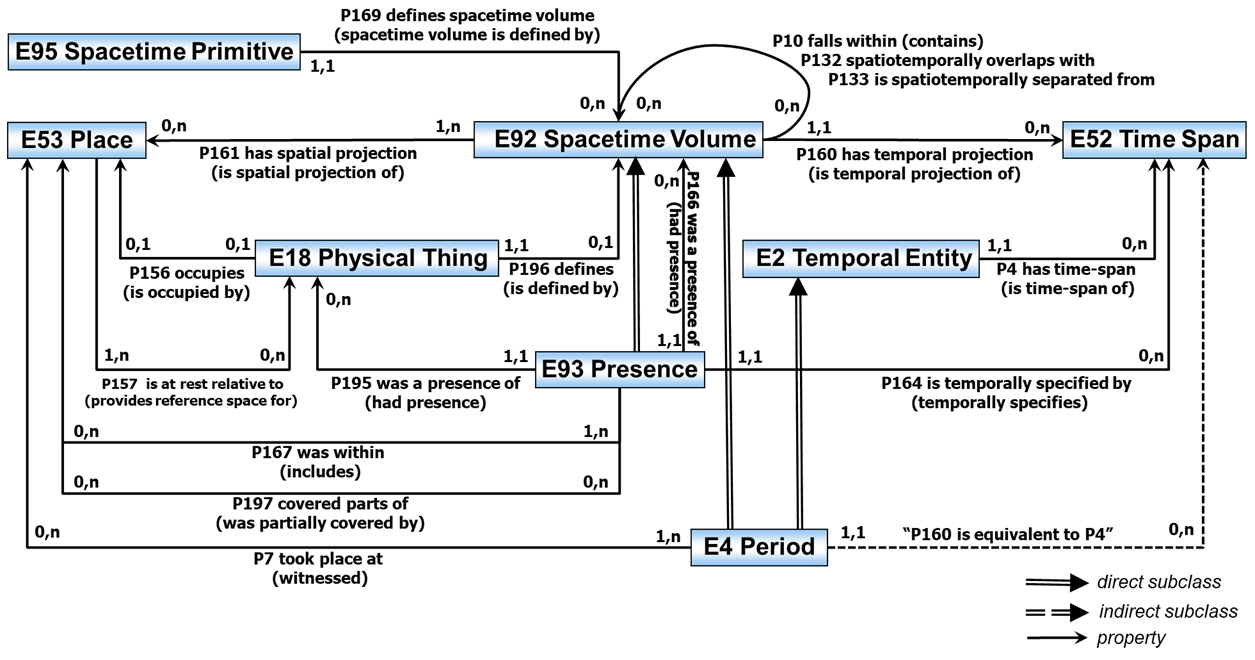 P169 defines spacetime volume
(spacetime volume is defined by)
E95 Spacetime Primitive
1,1
P10 falls within (contains)
P132 spatiotemporally overlaps with
P133 is spatiotemporally separated from
0,n
0,n
0,n
E53 Place
0,n
1,n
E92 Spacetime Volume
1,1
0,n
E52 Time Span
P161 has spatial projection
(is spatial projection of)
P160 has temporal projection
(is temporal projection of)
0,n
P166 was a presence of
(had presence)
0,1
0,1
E18 Physical Thing
1,1
0,1
E2 Temporal Entity
1,1
0,n
P156 occupies
(is occupied by)
P196 defines
(is defined by)
P4 has time-span
(is time-span of)
0,n
1,1
1,n
0,n
1,1
E93 Presence
1,1
0,n
P157 is at rest relative to
(provides reference space for)
P195 was a presence of
(had presence)
P164 is temporally specified by
(temporally specifies)
0,n
1,n
P167 was within
(includes)
0,n
0,n
P197 covered parts of
(was partially covered by)
0,n
1,n
E4 Period
1,1
“P160 is equivalent to P4”
0,n
P7 took place at
(witnessed)
direct subclass
indirect subclass
property